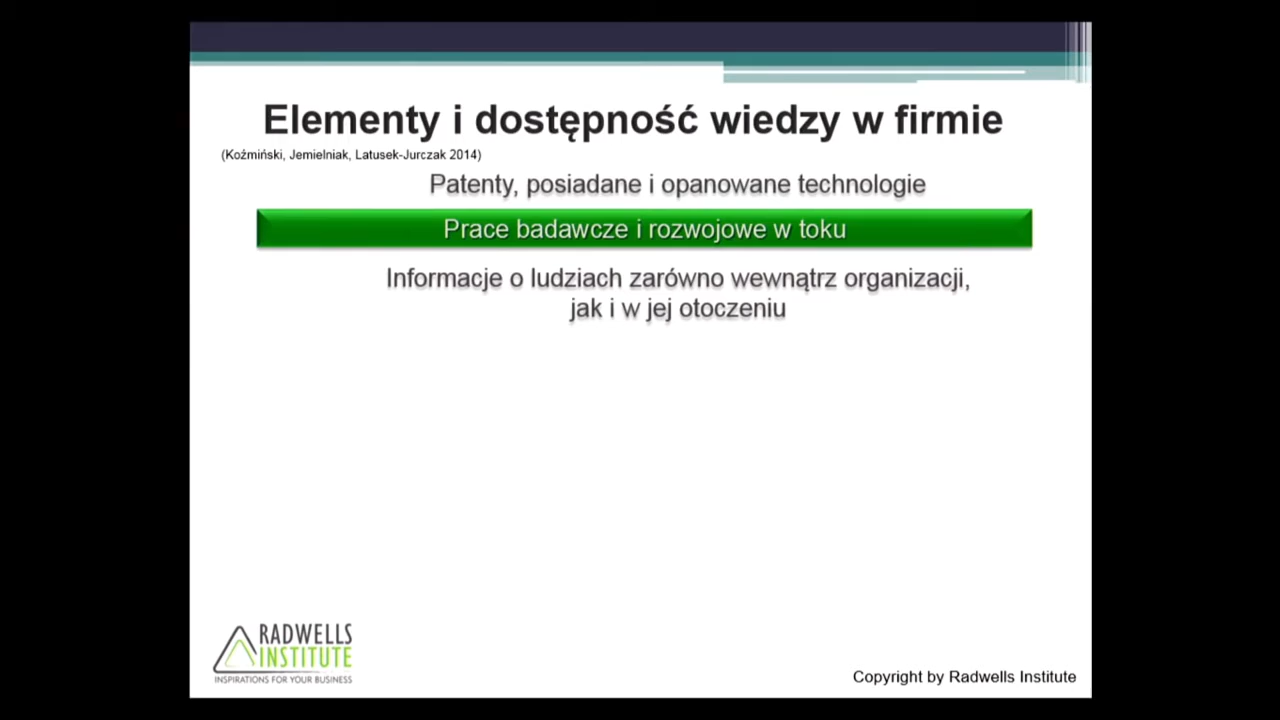 Elementy i dostępność wiedzy w firmie
(Koźmiński, Jemielniak, Latusek-Jurczak 2014)
Patenty, posiadane i opanowane technologie
Prace badawcze i rozwojowe w toku
Informacje o ludziach zarówno wewnątrz organizacji,
jak i w jej otoczeniu
RADWELLS
INSTITUTE
INSPIRATIONS FOR YOUR BUSINESS
Copyright by Radwells Institute